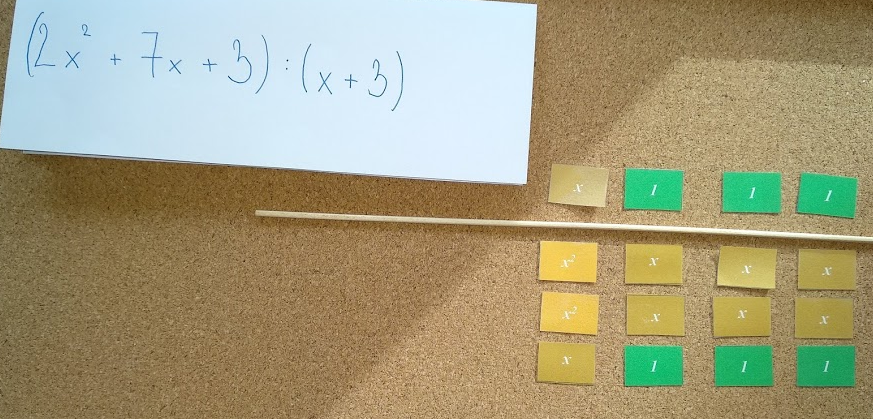 (2x² + 7x + 3) : (x + 3)
x 1 1 1
x² x x x
x² x x x
x 1 1 1